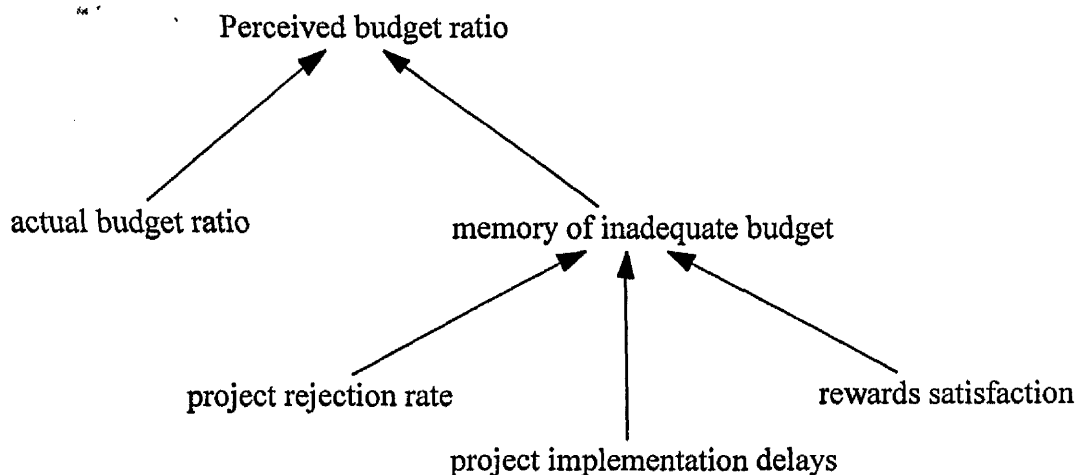 Perceived budget ratio
actual budget ratio
memory of inadequate budget
project rejection rate
rewards satisfaction
project implementation delays